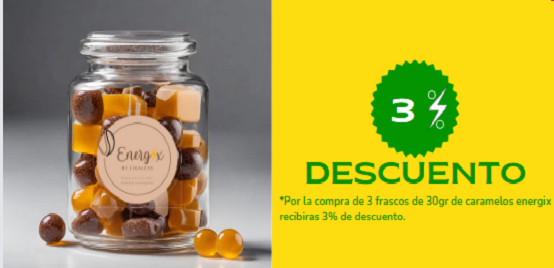 Energix
3 %
DESCUENTO
*Por la compra de 3 frascos de 30gr de caramelos energix
recibiras 3% de descuento.